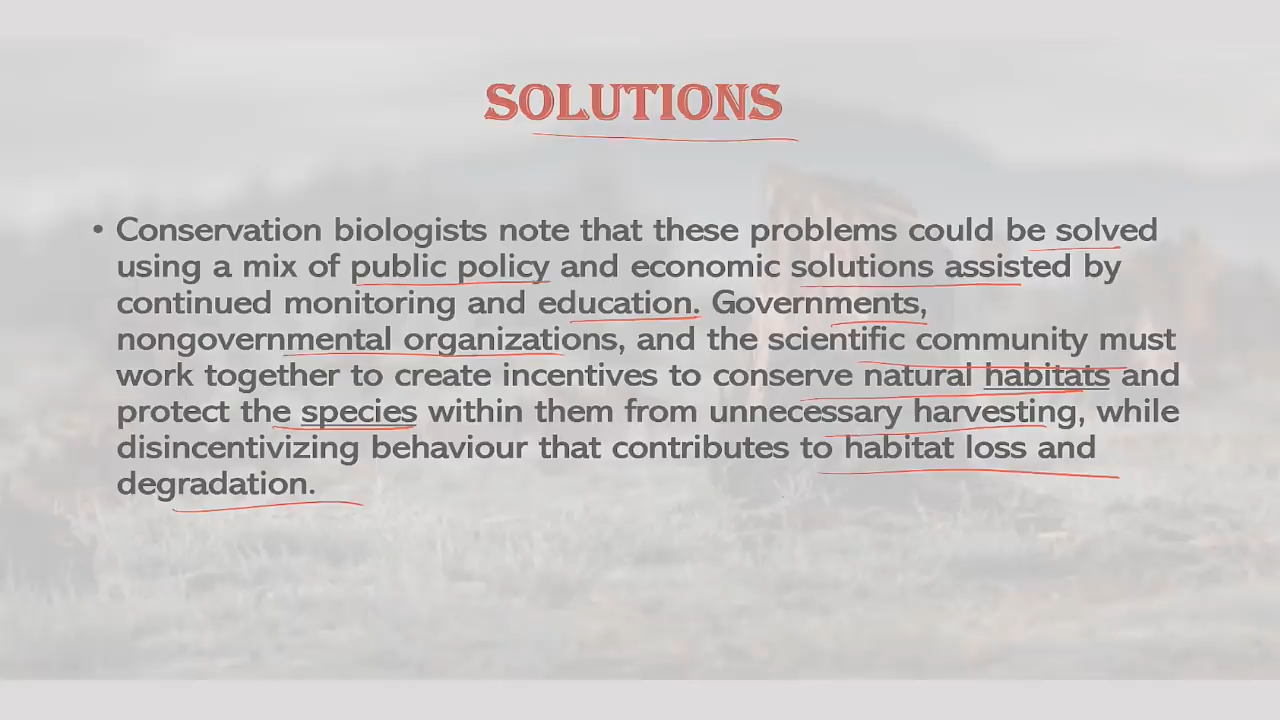 SOLUTIONS
• Conservation biologists note that these problems could be solved
using a mix of public policy and economic solutions assisted by
continued monitoring and education. Governments,
nongovernmental organizations, and the scientific community must
work together to create incentives to conserve natural habitats and
protect the species within them from unnecessary harvesting, while
disincentivizing behaviour that contributes to habitat loss and
degradation.